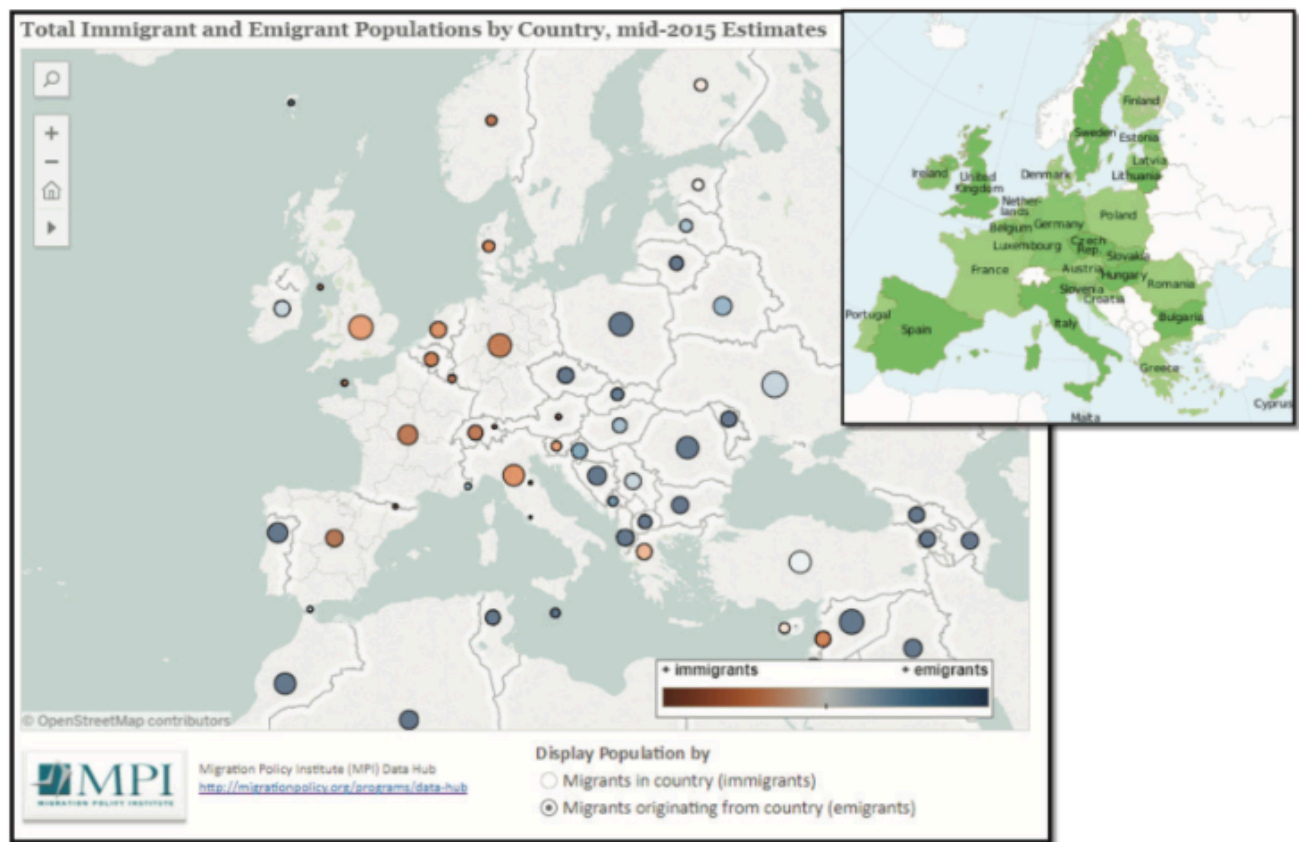 Total Immigrant and Emigrant Populations by Country, mid-2015 Estimates
+
−
© OpenStreetMap contributors
+ immigrants
+ emigrants
MPI
MIGRATION POLICY INSTITUTE
Migration Policy Institute (MPI) Data Hub
http://migrationpolicy.org/programs/data-hub
Display Population by
Migrants in country (immigrants)
Migrants originating from country (emigrants)
Finland
Sweden
Estonia
Latvia
Lithuania
Ireland
United
Kingdom
Denmark
Nether-
lands
Poland
Belgium
Germany
Luxembourg
Czech
Rep.
Slovakia
France
Austria
Hungary
Slovenia
Romania
Croatia
Portugal
Spain
Italy
Bulgaria
Greece
Cyprus
Malta